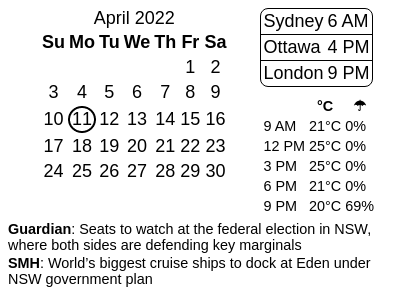 April 2022
Su Mo Tu We Th Fr Sa
1 2
3 4 5 6 7 8 9
10 11 12 13 14 15 16
17 18 19 20 21 22 23
24 25 26 27 28 29 30
Sydney 6 AM
Ottawa 4 PM
London 9 PM
°C ☂
9 AM 21°C 0%
12 PM 25°C 0%
3 PM 25°C 0%
6 PM 21°C 0%
9 PM 20°C 69%
Guardian: Seats to watch at the federal election in NSW,
where both sides are defending key marginals
SMH: World’s biggest cruise ships to dock at Eden under
NSW government plan